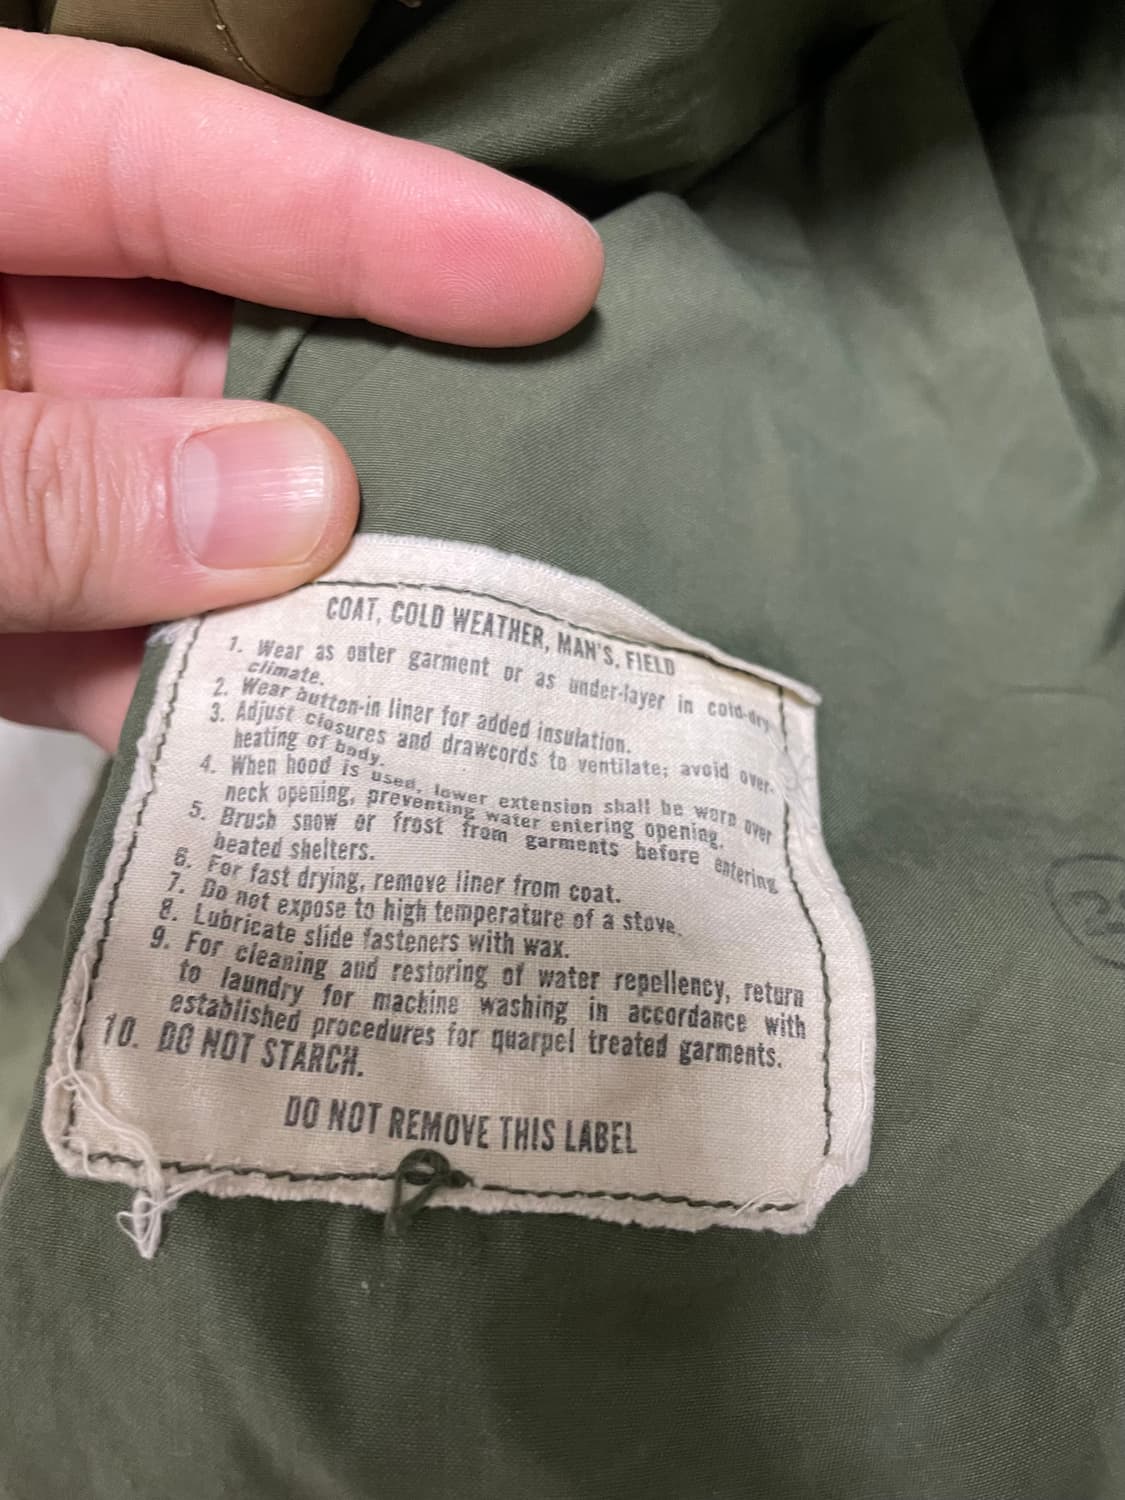 COAT, COLD WEATHER, MAN'S, FIELD
1. Wear as outer garment or as under-layer in cold-dry
climate.
2. Wear button-in liner for added insulation.
3. Adjust closures and drawcords to ventilate; avoid over-
heating of body.
4. When hood is used, lower extension shall be worn over
neck opening, preventing water entering opening.
5. Brush snow or frost from garments before entering
heated shelters.
6. For fast drying, remove liner from coat.
7. Do not expose to high temperature of a stove.
8. Lubricate slide fasteners with wax.
9. For cleaning and restoring of water repellency, return
to laundry for machine washing in accordance with
established procedures for quarpel treated garments.
10. DO NOT STARCH.
DO NOT REMOVE THIS LABEL